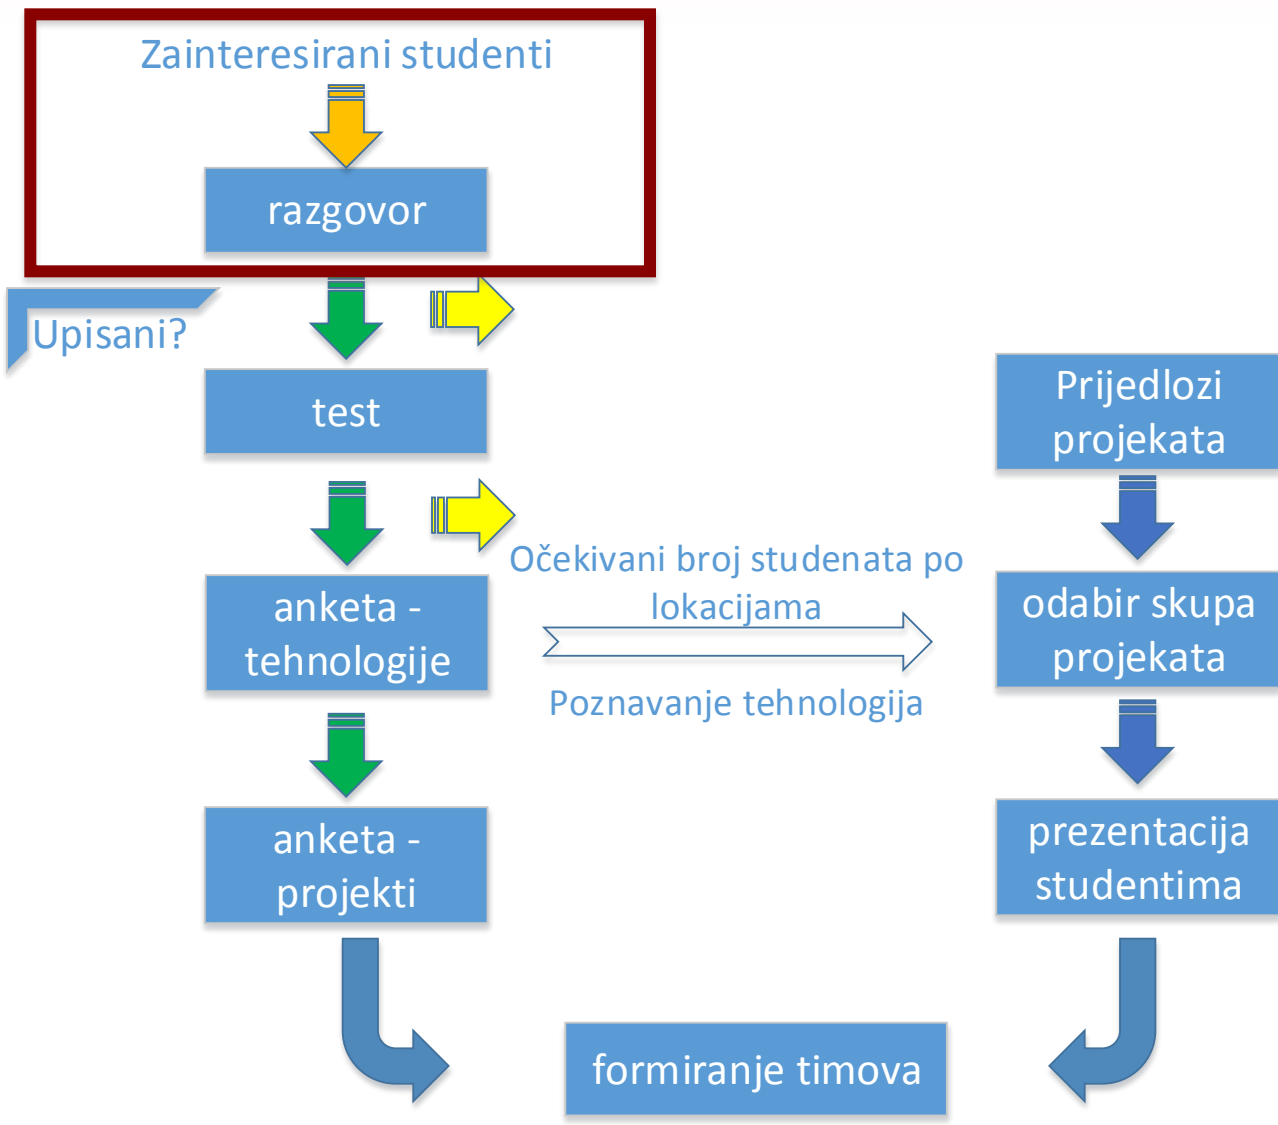 Zainteresirani studenti
razgovor
Upisani?
test
anketa -
tehnologije
anketa -
projekti
Očekivani broj studenata po
lokacijama
Poznavanje tehnologija
Prijedlozi
projekata
odabir skupa
projekata
prezentacija
studentima
formiranje timova